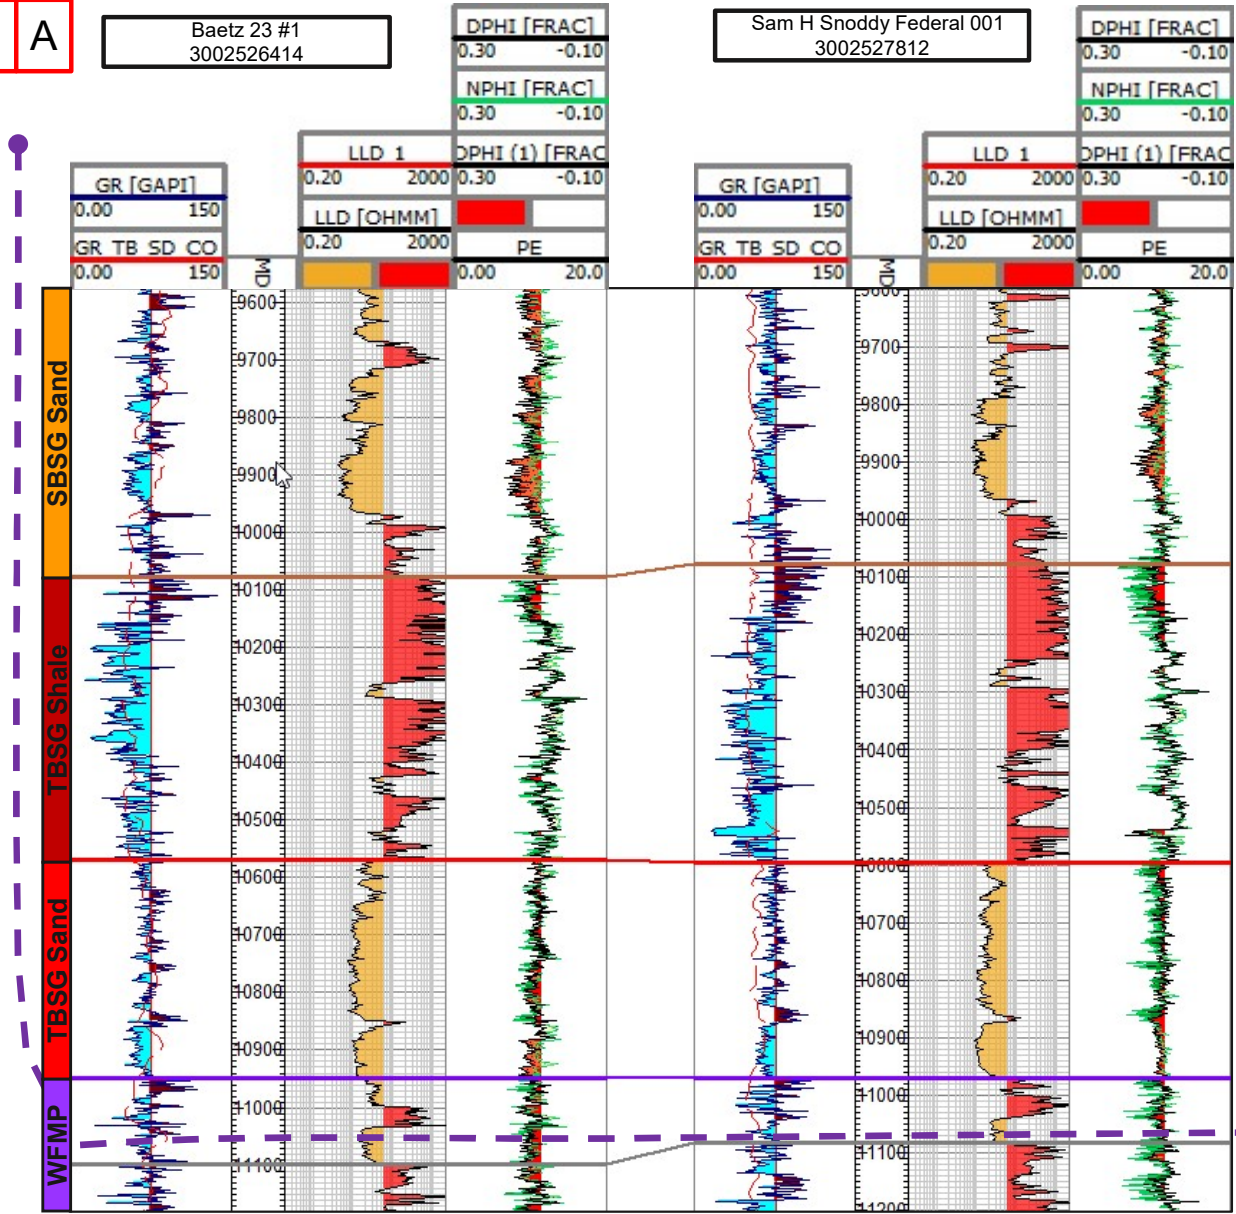 A
Baetz 23 #1
3002526414
Sam H Snoddy Federal 001
3002527812
DPHI [FRAC]
0.30 -0.10
NPHI [FRAC]
0.30 -0.10
DPHI (1) [FRAC
0.30 -0.10
PE
0.00 20.0
LLD 1
0.20 2000
LLD [OHMM]
0.20 2000
GR [GAPI]
0.00 150
GR TB SD CO
0.00 150
MD
DPHI [FRAC]
0.30 -0.10
NPHI [FRAC]
0.30 -0.10
DPHI (1) [FRAC
0.30 -0.10
PE
0.00 20.0
LLD 1
0.20 2000
LLD [OHMM]
0.20 2000
GR [GAPI]
0.00 150
GR TB SD CO
0.00 150
MD
SBSG Sand
TBSG Shale
TBSG Sand
WFMP
9600
9700
9800
9900
10000
10100
10200
10300
10400
10500
10600
10700
10800
10900
11000
11100
9600
9700
9800
9900
10000
10100
10200
10300
10400
10500
10600
10700
10800
10900
11000
11100
11200